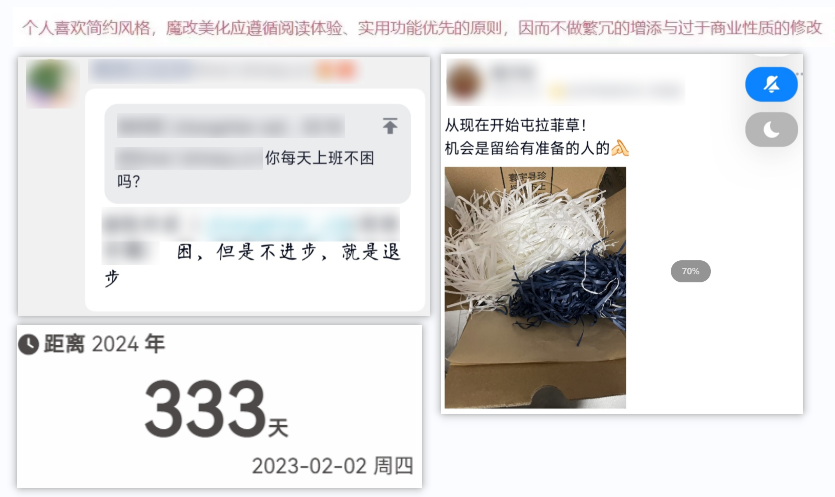 个人喜欢简约风格，魔改美化应遵循阅读体验、实用功能优先的原则，因而不做繁冗的增添与过于商业性质的修改
你每天上班不困
吗？
困，但是不进步，就是退
步
距离 2024 年
333天
2023-02-02 周四
从现在开始屯拉菲草！
机会是留给有准备的人的
70%